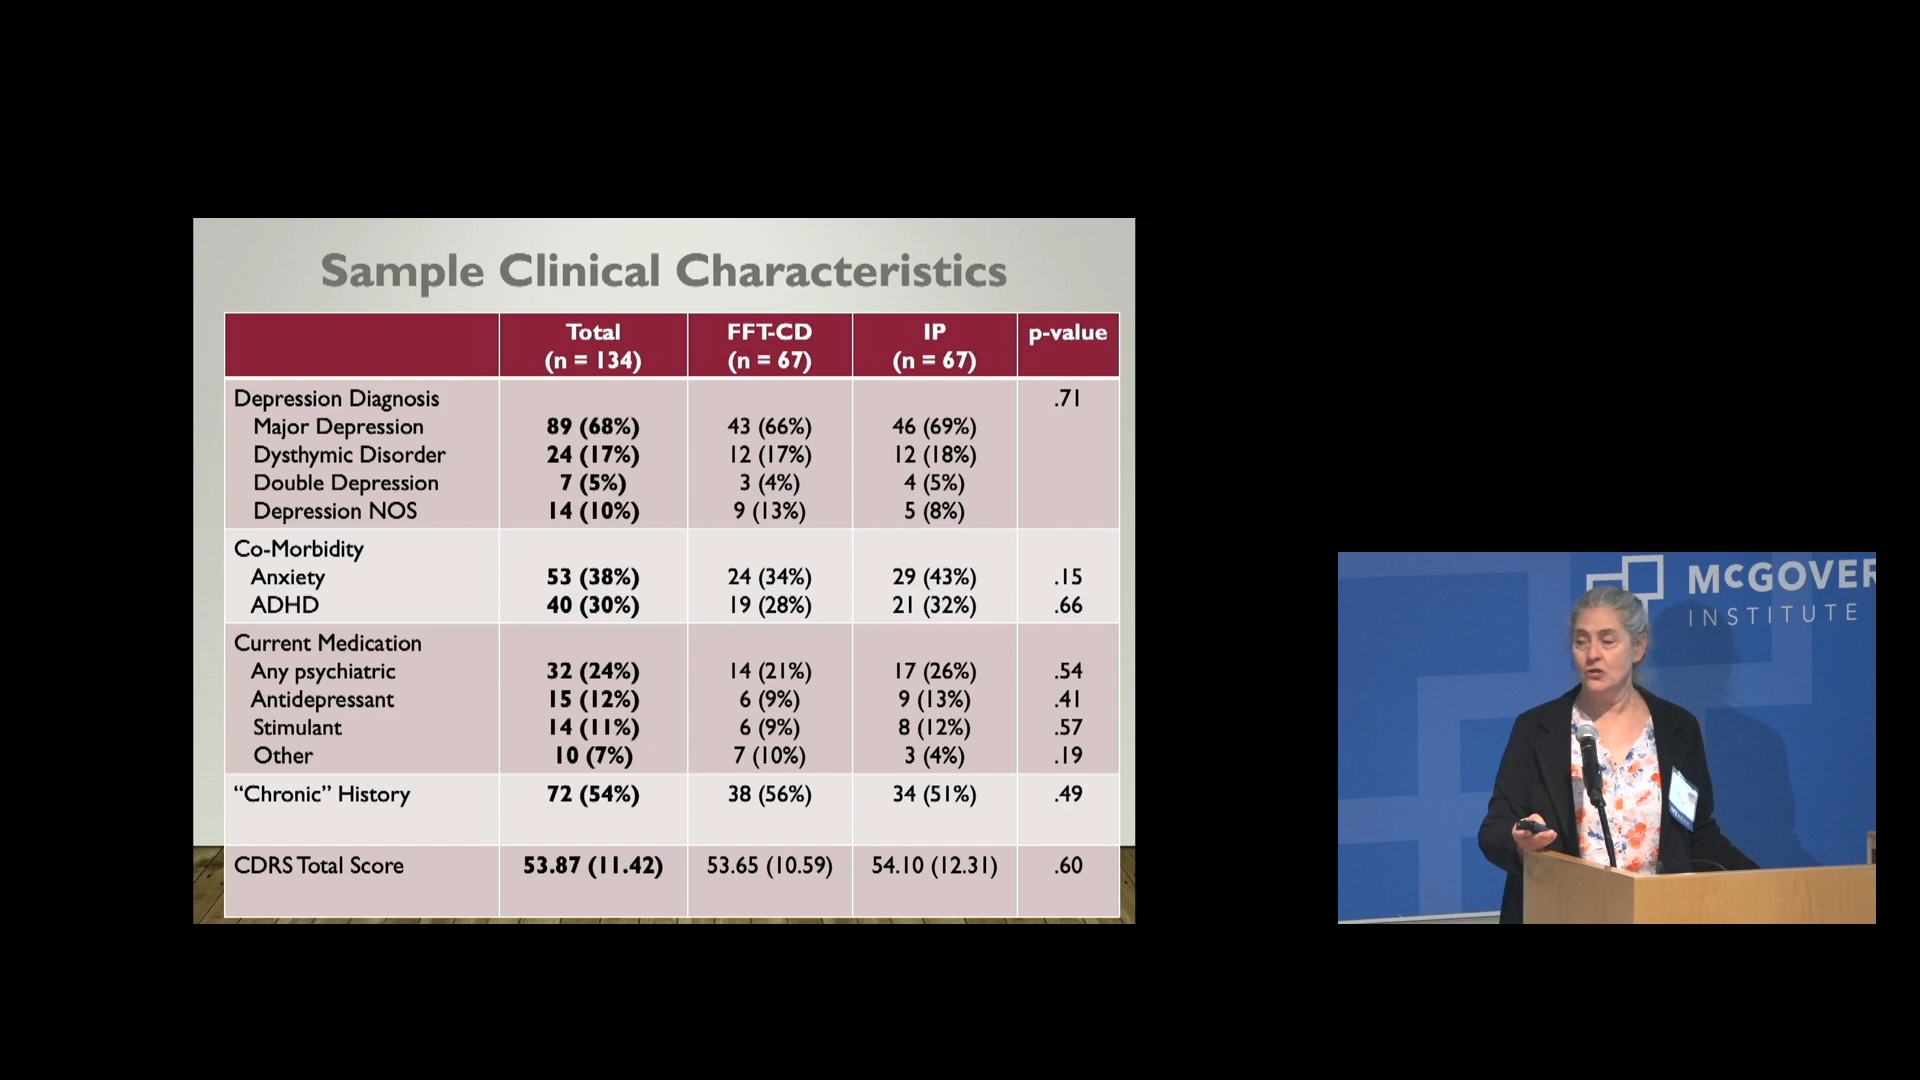 Sample Clinical Characteristics
Total (n = 134) FFT-CD (n = 67) IP (n = 67) p-value
Depression Diagnosis .71
Major Depression 89 (68%) 43 (66%) 46 (69%)
Dysthymic Disorder 24 (17%) 12 (17%) 12 (18%)
Double Depression 7 (5%) 3 (4%) 4 (5%)
Depression NOS 14 (10%) 9 (13%) 5 (8%)
Co-Morbidity
Anxiety 53 (38%) 24 (34%) 29 (43%) .15
ADHD 40 (30%) 19 (28%) 21 (32%) .66
Current Medication
Any psychiatric 32 (24%) 14 (21%) 17 (26%) .54
Antidepressant 15 (12%) 6 (9%) 9 (13%) .41
Stimulant 14 (11%) 6 (9%) 8 (12%) .57
Other 10 (7%) 7 (10%) 3 (4%) .19
“Chronic” History 72 (54%) 38 (56%) 34 (51%) .49
CDRS Total Score 53.87 (11.42) 53.65 (10.59) 54.10 (12.31) .60
McGOVER
INSTITUTE